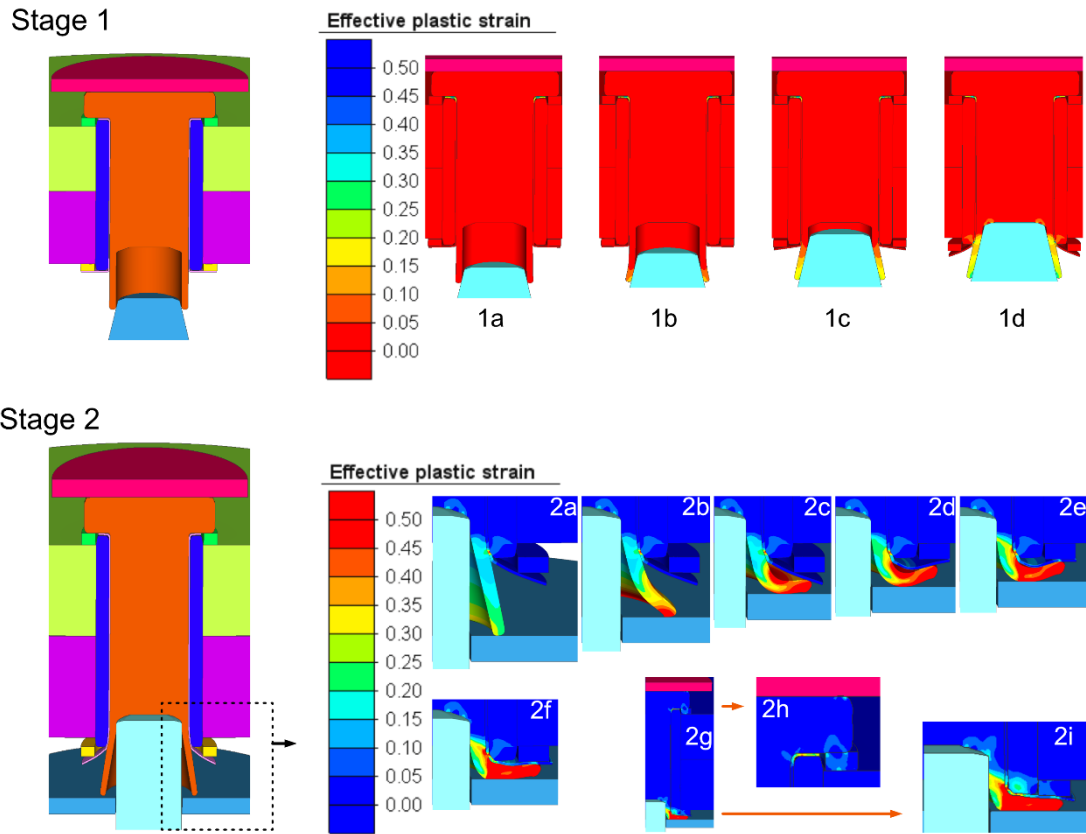 Stage 1
Effective plastic strain
0.50
0.45
0.40
0.35
0.30
0.25
0.20
0.15
0.10
0.05
0.00
1a
1b
1c
1d
Stage 2
Effective plastic strain
0.50
0.45
0.40
0.35
0.30
0.25
0.20
0.15
0.10
0.05
0.00
2a
2b
2c
2d
2e
2f
2g
2h
2i